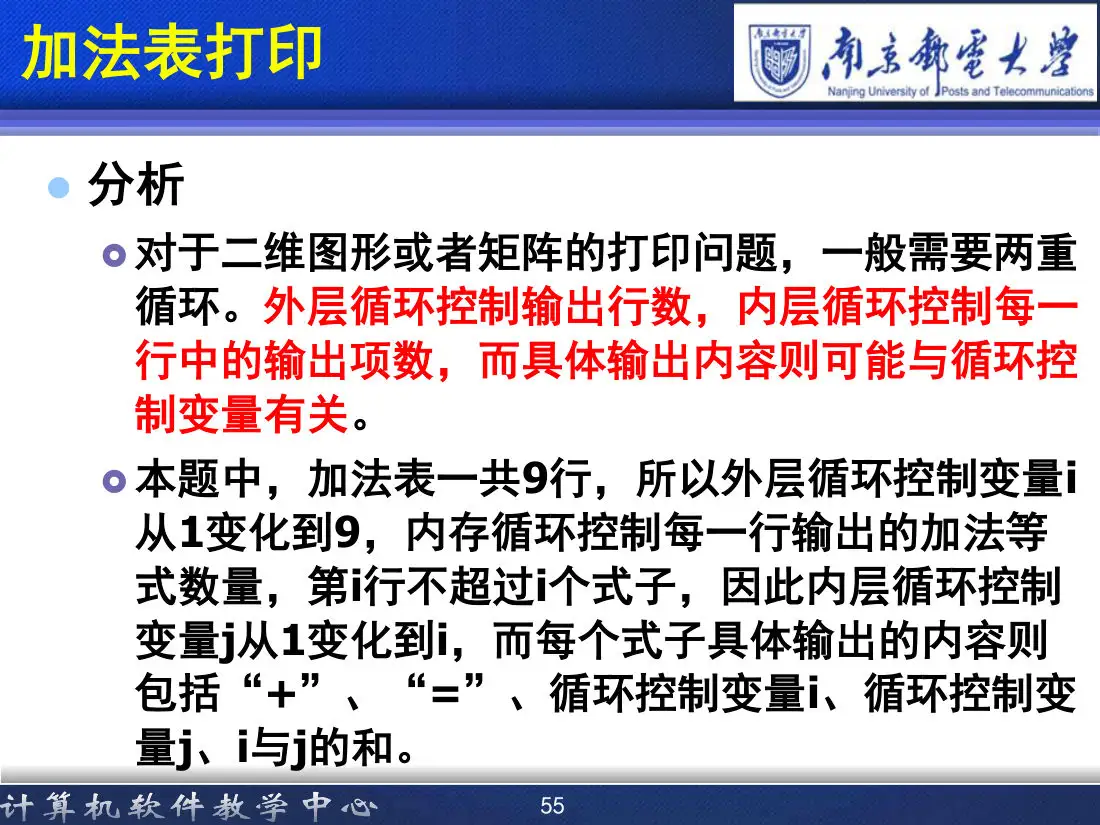 加法表打印
南京邮电大学
Nanjing University of Posts and Telecommunications
分析
对于二维图形或者矩阵的打印问题，一般需要两重
循环。外层循环控制输出行数，内层循环控制每一
行中的输出项数，而具体输出内容则可能与循环控
制变量有关。
本题中，加法表一共9行，所以外层循环控制变量i
从1变化到9，内存循环控制每一行输出的加法等
式数量，第i行不超过i个式子，因此内层循环控制
变量j从1变化到i，而每个式子具体输出的内容则
包括“+”、“=”、循环控制变量i、循环控制变
量j、i与j的和。
计算机软件教学中心
55